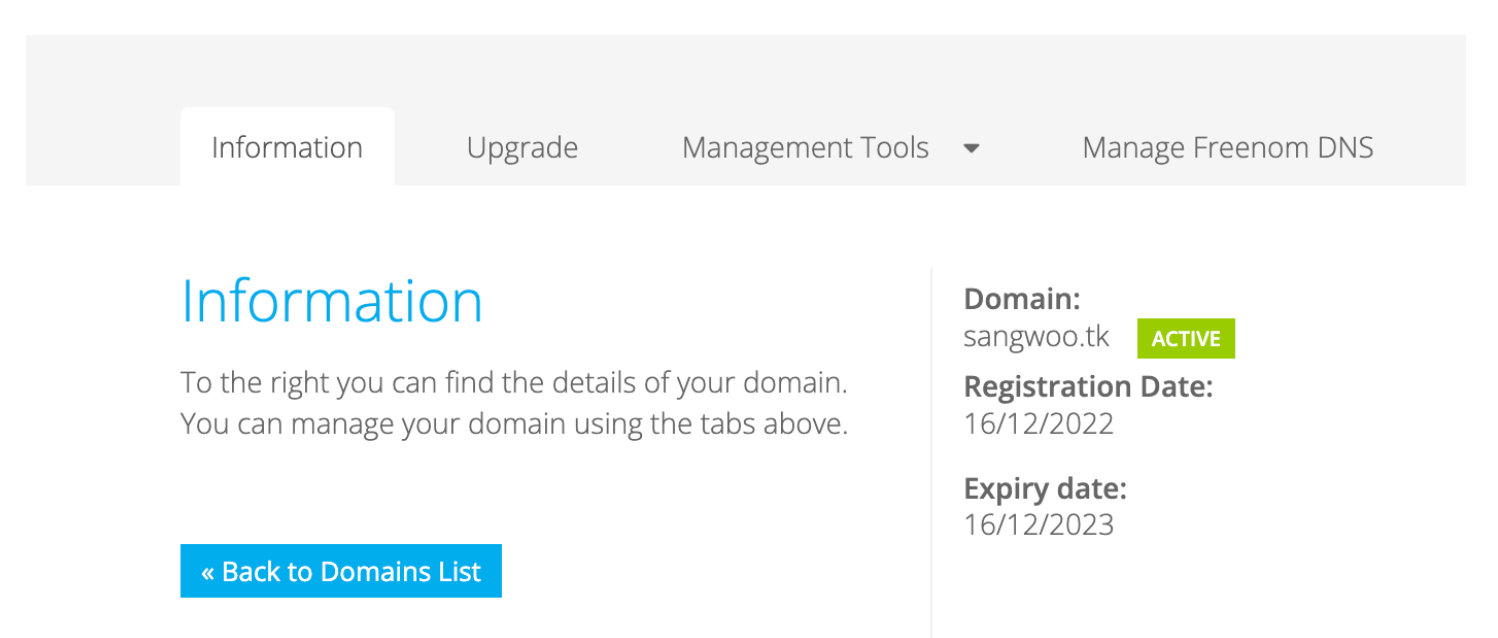 Information
Upgrade
Management Tools
Manage Freenom DNS
Information
To the right you can find the details of your domain.
You can manage your domain using the tabs above.
« Back to Domains List
Domain:
sangwoo.tk ACTIVE
Registration Date:
16/12/2022
Expiry date:
16/12/2023